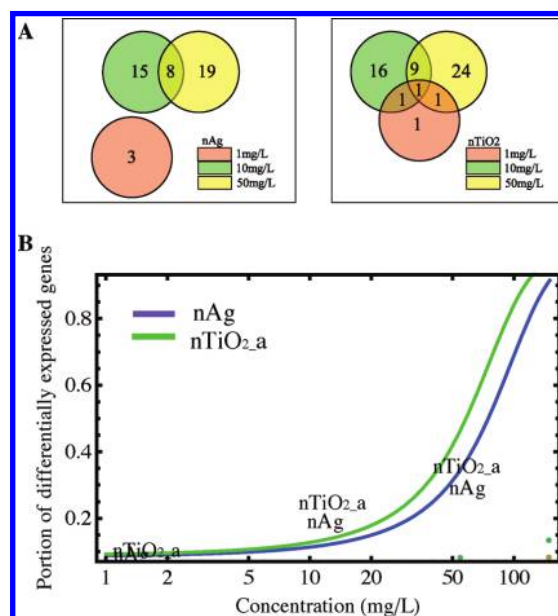 A
15 8 19
3
nAg
1mg/L
10mg/L
50mg/L
16 9 24
1
1 1
1
nTiO2
1mg/L
10mg/L
50mg/L
B
Portion of differentially expressed genes
0.8
0.6
0.4
0.2
nAg
nTiO₂_a
nTiO₂_a
nAg
nTiO₂_a
nAg
nTiO₂_a
1 2 5 10 20 50 100
Concentration (mg/L)